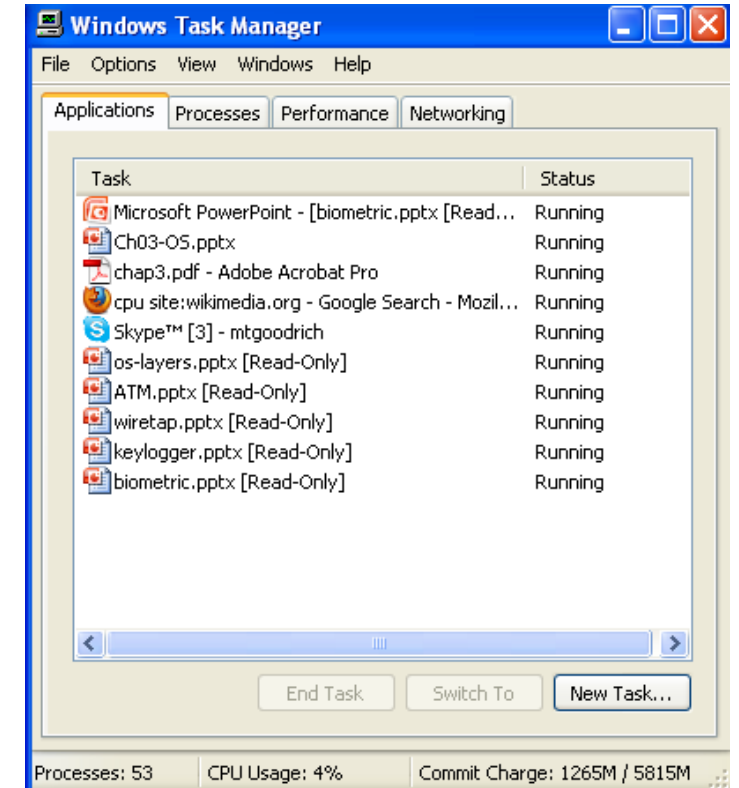 Windows Task Manager
File Options View Windows Help
Applications Processes Performance Networking
Task Status
Microsoft PowerPoint - [biometric.pptx [Read... Running
Ch03-OS.pptx Running
chap3.pdf - Adobe Acrobat Pro Running
cpu site:wikimedia.org - Google Search - Mozil... Running
Skype™ [3] - mtgoodrich Running
os-layers.pptx [Read-Only] Running
ATM.pptx [Read-Only] Running
wiretap.pptx [Read-Only] Running
keylogger.pptx [Read-Only] Running
biometric.pptx [Read-Only] Running
End Task Switch To New Task...
Processes: 53 CPU Usage: 4% Commit Charge: 1265M / 5815M